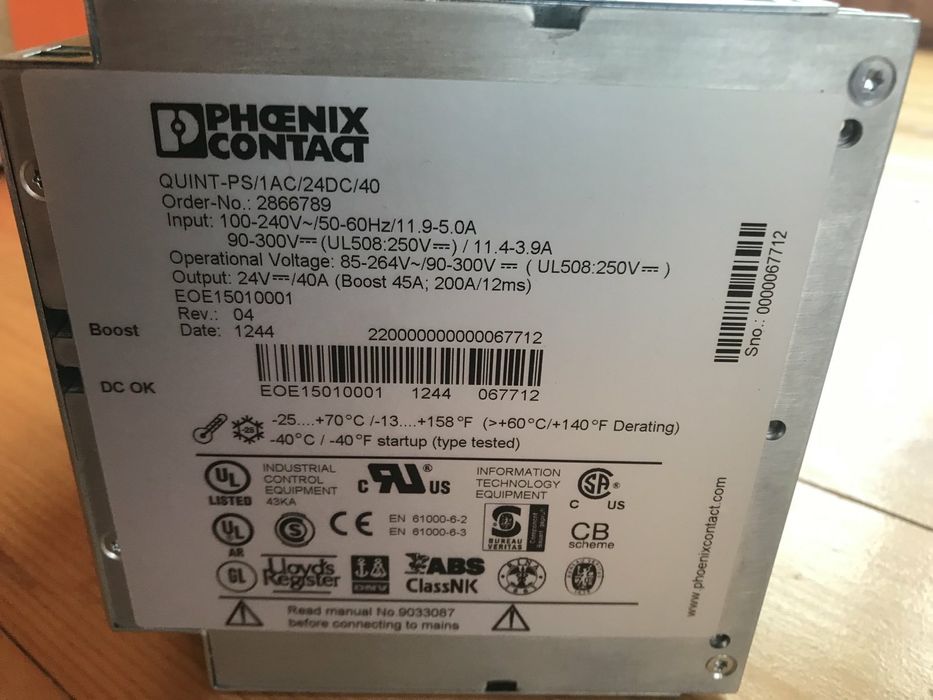 PHŒNIX
CONTACT
QUINT-PS/1AC/24DC/40
Order-No.: 2866789
Input: 100-240V~/50-60Hz/11.9-5.0A
90-300V⎓(UL508:250V⎓) / 11.4-3.9A
Operational Voltage: 85-264V~/90-300V ⎓ ( UL508:250V⎓ )
Output: 24V⎓/40A (Boost 45A; 200A/12ms)
EOE15010001
Rev.: 04
Date: 1244
220000000000067712
Boost
DC OK
EOE15010001 1244 067712
Sno.: 0000067712
-25....+70°C /-13....+158°F (>+60°C/+140°F Derating)
-25
-40°C / -40°F startup (type tested)
UL
LISTED
INDUSTRIAL
CONTROL
EQUIPMENT
43KA
C UR US
®
INFORMATION
TECHNOLOGY
EQUIPMENT
SA ®
C US
UL
AR
S
CE
EN 61000-6-2
EN 61000-6-3
S
BUREAU
VERITAS
CB
scheme
GL
Lloyd's
Register
DNV
ABS
ClassNK
Read manual No.9033087
before connecting to mains
www.phoenixcontact.com